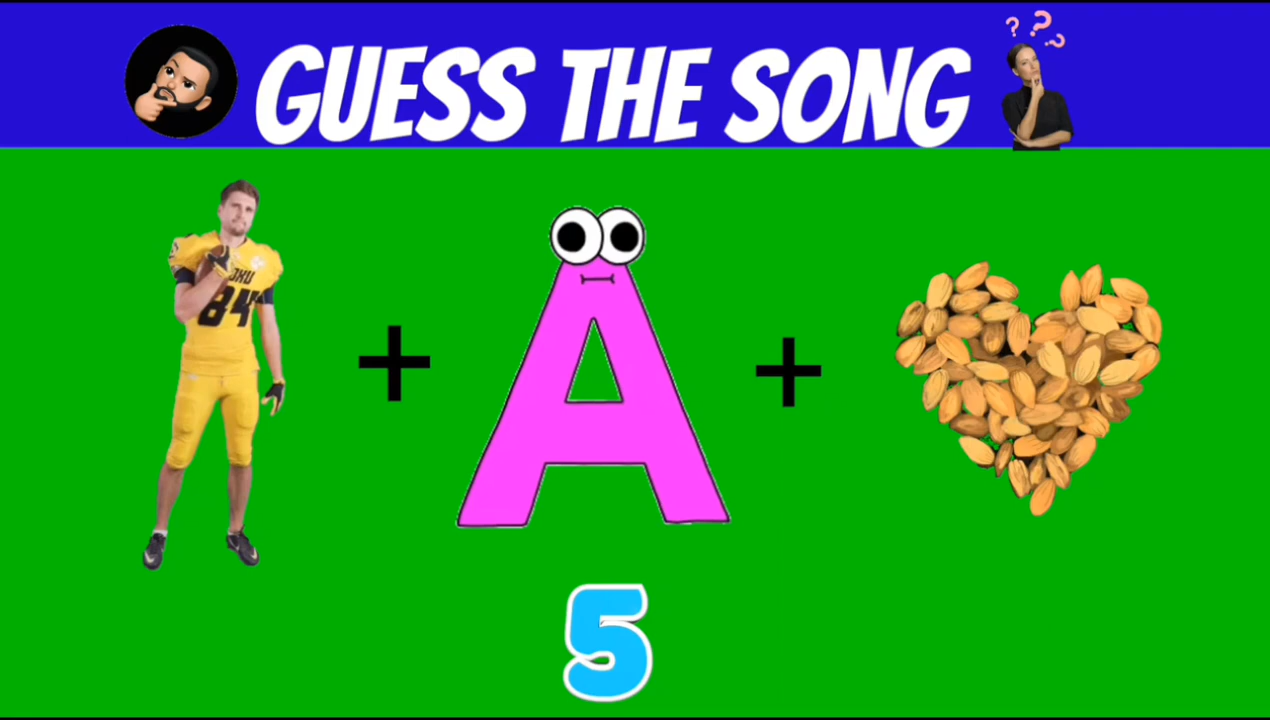 GUESS THE SONG
? ? ?
84
+ A +
5